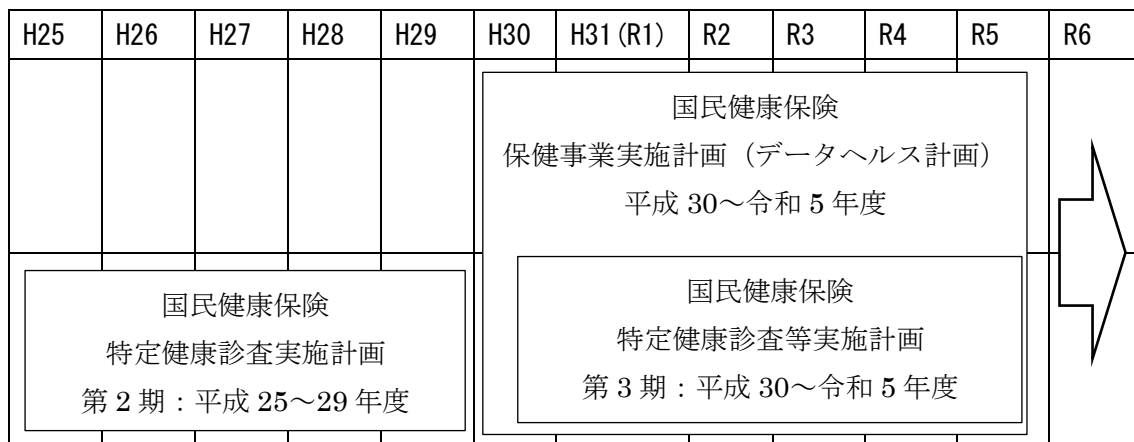 H25 H26 H27 H28 H29 H30 H31(R1) R2 R3 R4 R5 R6
国民健康保険
保健事業実施計画（データヘルス計画）
平成 30～令和 5 年度
国民健康保険
特定健康診査実施計画
第 2 期：平成 25～29 年度
国民健康保険
特定健康診査等実施計画
第 3 期：平成 30～令和 5 年度